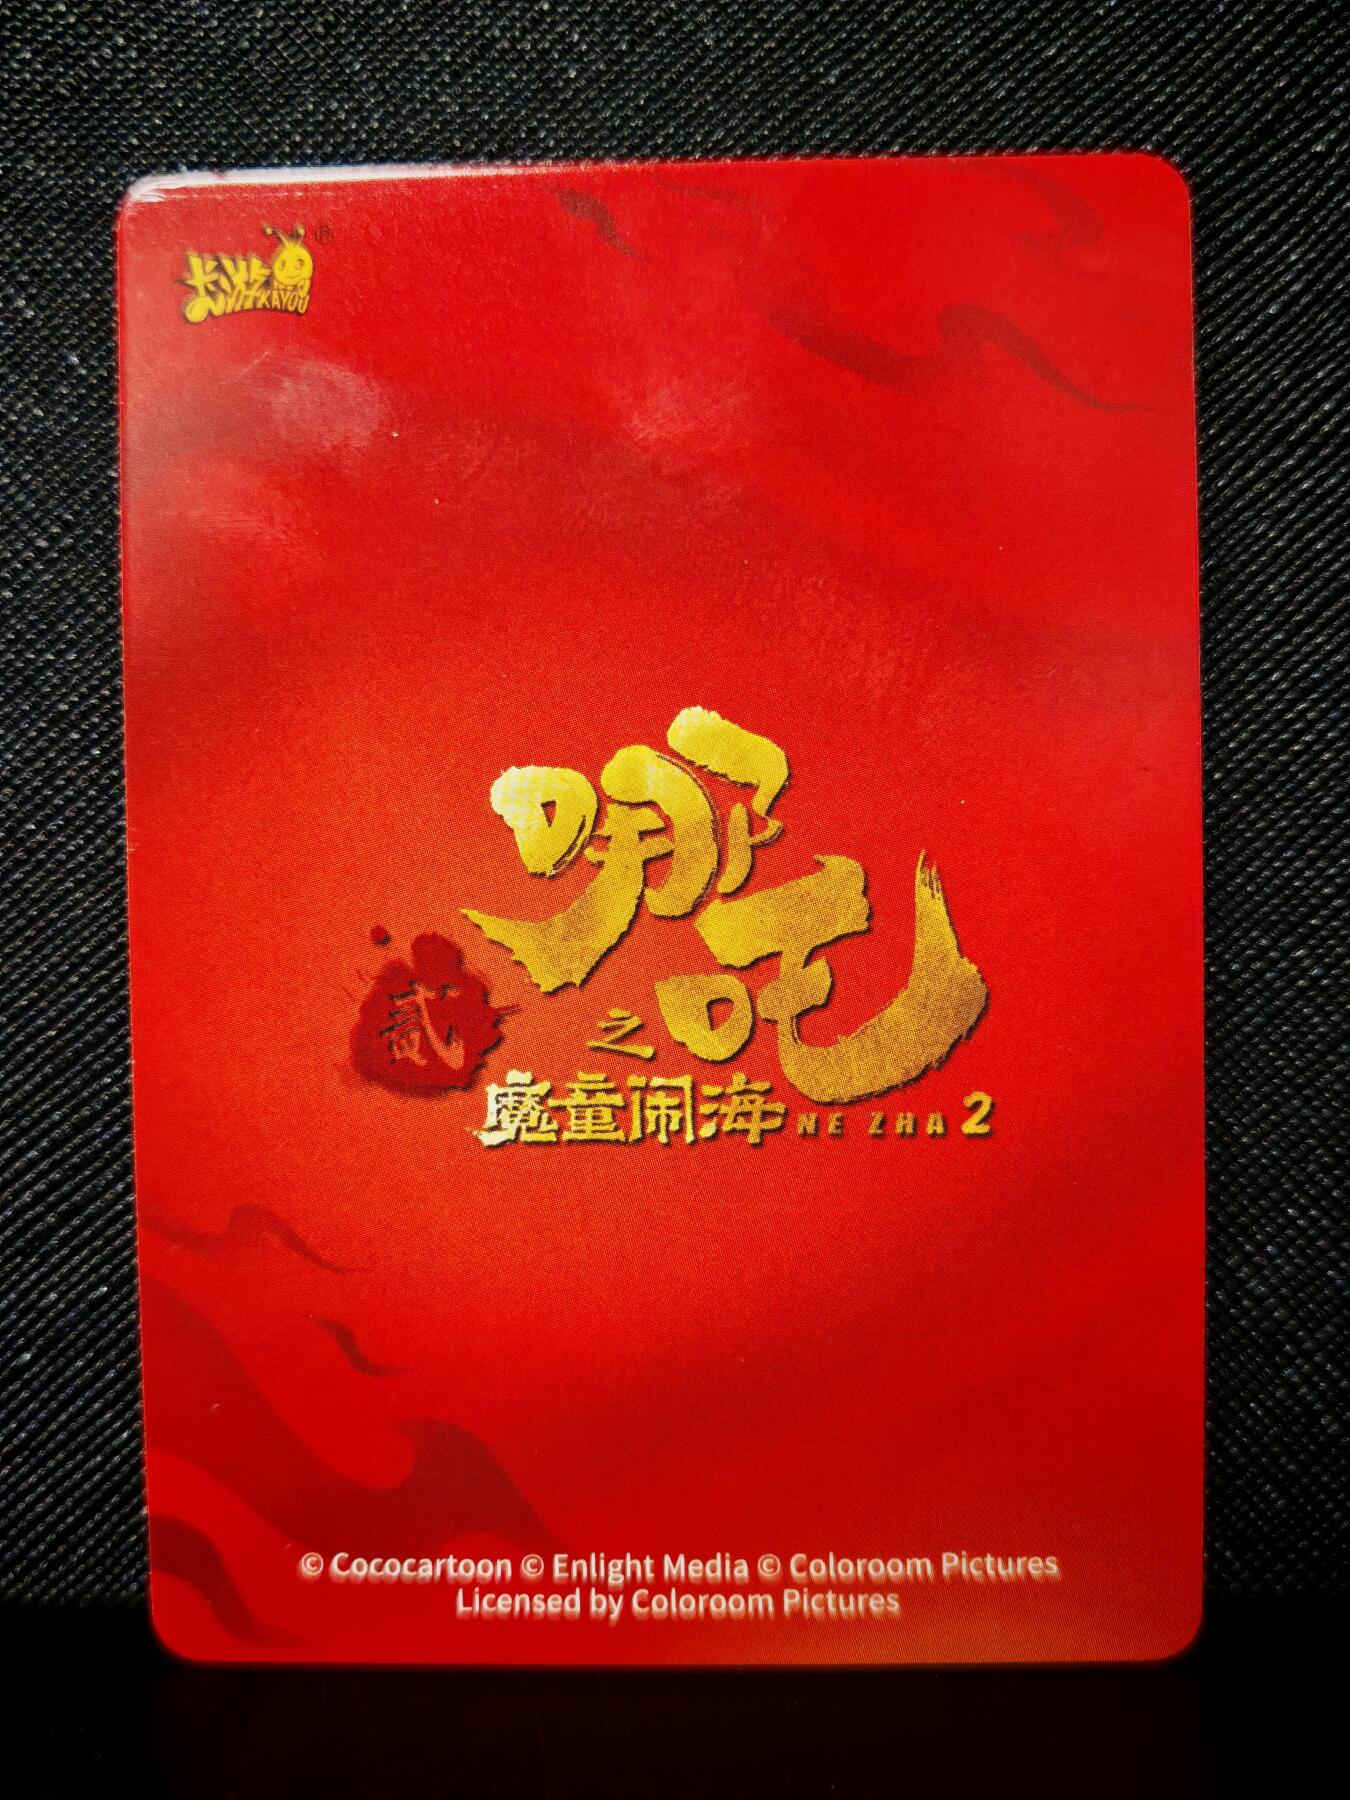 卡游 KAYOU ®
哪吒
贰
之
魔童闹海 NE ZHA 2
© Cococartoon © Enlight Media © Coloroom Pictures
Licensed by Coloroom Pictures